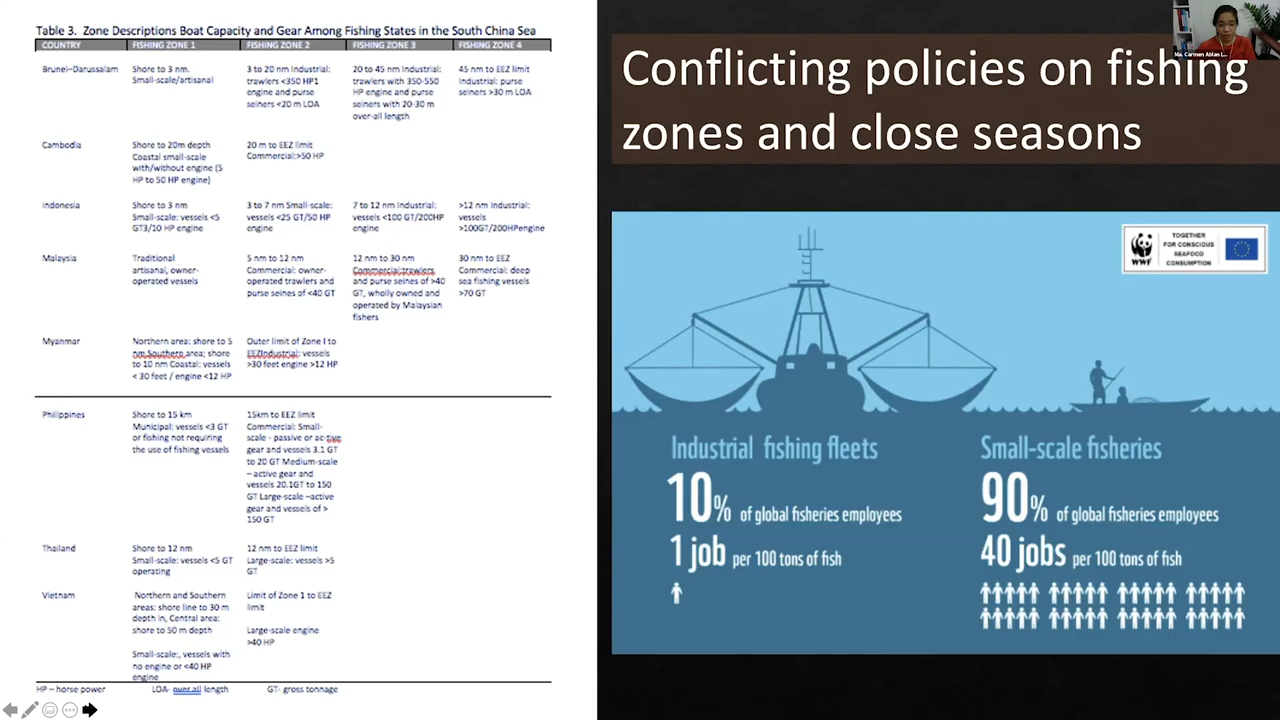 Table 3. Zone Descriptions Boat Capacity and Gear Among Fishing States in the South China Sea
COUNTRY FISHING ZONE 1 FISHING ZONE 2 FISHING ZONE 3 FISHING ZONE 4
Brunei–Darussalam
Shore to 3 nm.
Small-scale/artisanal
3 to 20 nm Industrial:
trawlers <350 HP1
engine and purse
seiners <20 m LOA
20 to 45 nm Industrial:
trawlers with 350-550
HP engine and purse
seiners with 20-30 m
over-all length
45 nm to EEZ limit
Industrial: purse
seiners >30 m LOA
Cambodia
Shore to 20m depth
Coastal small-scale
with/without engine (5
HP to 50 HP engine)
20 m to EEZ limit
Commercial:>50 HP
Indonesia
Shore to 3 nm
Small-scale: vessels <5
GT3/10 HP engine
3 to 7 nm Small-scale:
vessels <25 GT/50 HP
engine
7 to 12 nm Industrial:
vessels <100 GT/200HP
engine
>12 nm Industrial:
vessels
>100GT/200HPengine
Malaysia
Traditional
artisanal, owner-
operated vessels
5 nm to 12 nm
Commercial: owner-
operated trawlers and
purse seines of <40 GT
12 nm to 30 nm
Commercial:trawlers
and purse seines of >40
GT, wholly owned and
operated by Malaysian
fishers
30 nm to EEZ
Commercial: deep
sea fishing vessels
>70 GT
Myanmar
Northern area: shore to 5
nm Southern area; shore
to 10 nm Coastal: vessels
< 30 feet / engine <12 HP
Outer limit of Zone I to
EEZIndustrial: vessels
>30 feet engine >12 HP
Philippines
Shore to 15 km
Municipal: vessels <3 GT
or fishing not requiring
the use of fishing vessels
15km to EEZ limit
Commercial: Small-
scale - passive or active
gear and vessels 3.1 GT
to 20 GT Medium-scale
– active gear and
vessels 20.1GT to 150
GT Large-scale –active
gear and vessels of >
150 GT
Thailand
Shore to 12 nm
Small-scale: vessels <5 GT
operating
12 nm to EEZ limit
Large-scale: vessels >5
GT
Vietnam
Northern and Southern
areas: shore line to 30 m
depth in, Central area:
shore to 50 m depth
Small-scale:, vessels with
no engine or <40 HP
engine
Limit of Zone 1 to EEZ
limit
Large-scale engine
>40 HP
HP – horse power LOA- over all length GT- gross tonnage
Conflicting policies on fishing
zones and close seasons
Ma. Carmen Ablan L...
WWF
TOGETHER
FOR CONSCIOUS
SEAFOOD
CONSUMPTION
Industrial fishing fleets
10% of global fisheries employees
1 job per 100 tons of fish
Small-scale fisheries
90% of global fisheries employees
40 jobs per 100 tons of fish